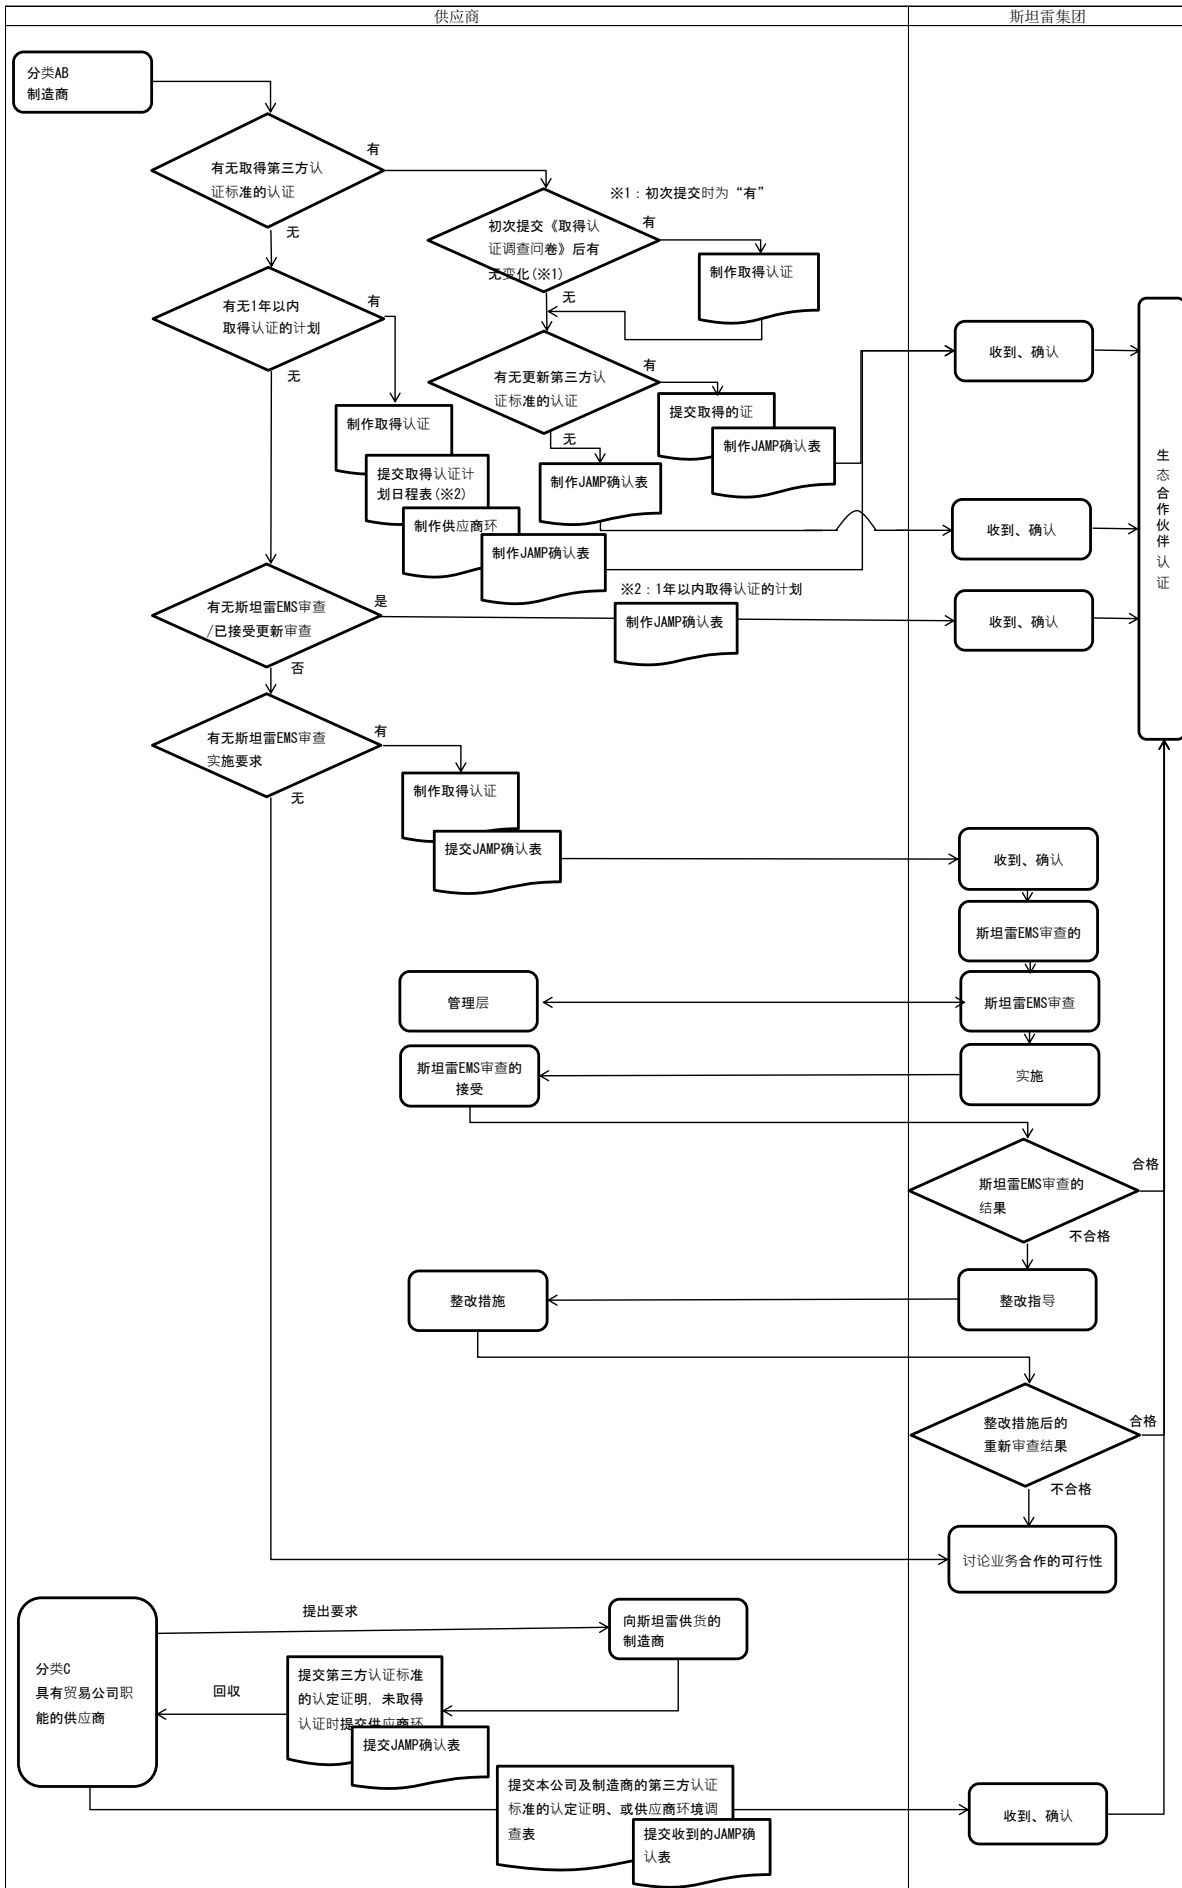 供应商
斯坦雷集团
分类AB
制造商
有无取得第三方认
证标准的认证
有
无
※1：初次提交时为“有”
初次提交《取得认
证调查问卷》后有
无变化(※1)
有
无
制作取得认证
有无1年以内
取得认证的计划
有
无
有无更新第三方认
证标准的认证
有
无
提交取得的证
制作JAMP确认表
制作JAMP确认表
收到、确认
制作取得认证
提交取得认证计
划日程表(※2)
制作供应商环
制作JAMP确认表
收到、确认
生
态
合
作
伙
伴
认
证
※2：1年以内取得认证的计划
有无斯坦雷EMS审查
/已接受更新审查
是
否
制作JAMP确认表
收到、确认
有无斯坦雷EMS审查
实施要求
有
无
制作取得认证
提交JAMP确认表
收到、确认
斯坦雷EMS审查的
管理层
斯坦雷EMS审查
斯坦雷EMS审查的
接受
实施
斯坦雷EMS审查的
结果
合格
不合格
整改措施
整改指导
整改措施后的
重新审查结果
合格
不合格
讨论业务合作的可行性
分类C
具有贸易公司职
能的供应商
提出要求
向斯坦雷供货的
制造商
回收
提交第三方认证标准
的认定证明，未取得
认证时提交供应商环
提交JAMP确认表
提交本公司及制造商的第三方认证
标准的认定证明、或供应商环境调
查表
提交收到的JAMP确
认表
收到、确认